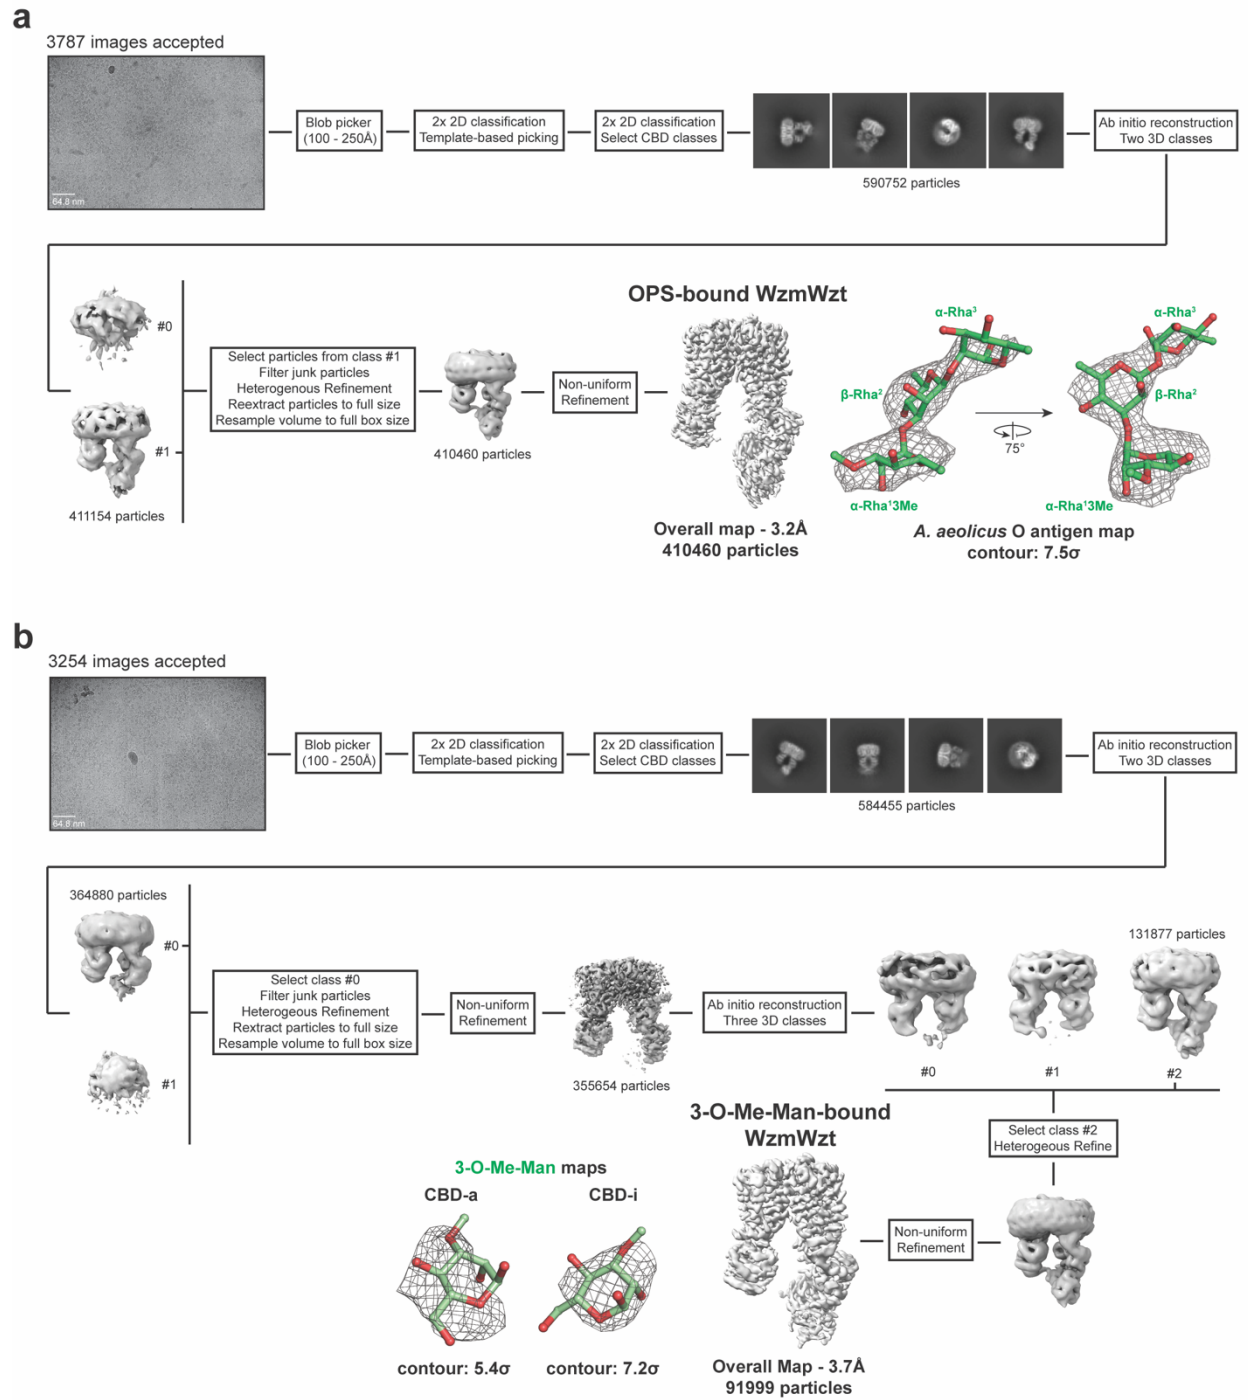 a
3787 images accepted
64.8 nm
Blob picker
(100 - 250Å)
2x 2D classification
Template-based picking
2x 2D classification
Select CBD classes
590752 particles
Ab initio reconstruction
Two 3D classes
#0
#1
411154 particles
Select particles from class #1
Filter junk particles
Heterogenous Refinement
Reextract particles to full size
Resample volume to full box size
410460 particles
Non-uniform
Refinement
OPS-bound WzmWzt
Overall map - 3.2Å
410460 particles
α-Rha³
β-Rha²
α-Rha¹3Me
75°
α-Rha³
β-Rha²
α-Rha¹3Me
A. aeolicus O antigen map
contour: 7.5σ
b
3254 images accepted
64.8 nm
Blob picker
(100 - 250Å)
2x 2D classification
Template-based picking
2x 2D classification
Select CBD classes
584455 particles
Ab initio reconstruction
Two 3D classes
364880 particles
#0
#1
Select class #0
Filter junk particles
Heterogeous Refinement
Rextract particles to full size
Resample volume to full box size
Non-uniform
Refinement
355654 particles
Ab initio reconstruction
Three 3D classes
131877 particles
#0
#1
#2
Select class #2
Heterogeous Refine
Non-uniform
Refinement
3-O-Me-Man-bound
WzmWzt
Overall Map - 3.7Å
91999 particles
3-O-Me-Man maps
CBD-a
CBD-i
contour: 5.4σ
contour: 7.2σ